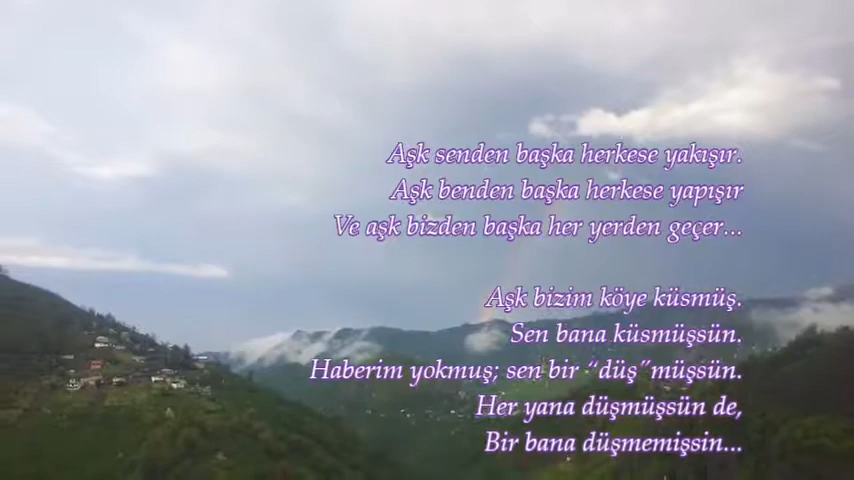 Aşk senden başka herkese yakışır.
Aşk benden başka herkese yapışır
Ve aşk bizden başka her yerden geçer...
Aşk bizim köye küsmüş.
Sen bana küsmüşsün.
Haberim yokmuş; sen bir “düş”müşsün.
Her yana düşmüşsün de,
Bir bana düşmemişsin...